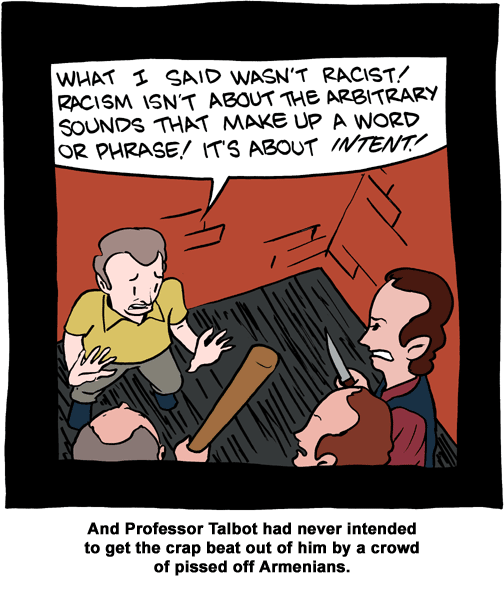 WHAT I SAID WASN'T RACIST!
RACISM ISN'T ABOUT THE ARBITRARY
SOUNDS THAT MAKE UP A WORD
OR PHRASE! IT'S ABOUT INTENT!
And Professor Talbot had never intended
to get the crap beat out of him by a crowd
of pissed off Armenians.